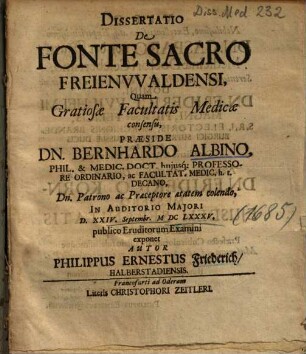 Diss. Med 232
DISSERTATIO
De
FONTE SACRO
FREIENVVALDENSI,
Quam
Gratiosæ Facultatis Medicæ
consensu,
PRÆSIDE
DN. BERNHARDO ALBINO,
PHIL. & MEDIC. DOCT. hujusq; PROFESSO-
RE ORDINARIO, ac FACULTAT. MEDIC. h. t.
DECANO,
Dn. Patrono ac Præceptore ætatem colendo,
IN AUDITORIO MAJORI
D. XXIV. Septembr. M DC LXXXV.
publico Eruditorum Examini
exponet
AUTOR
PHILIPPUS ERNESTUS Friederich/
HALBERSTADIENSIS.
(1685)
Francofurti ad Oderam
Literis CHRISTOPHORI ZEITLERI.